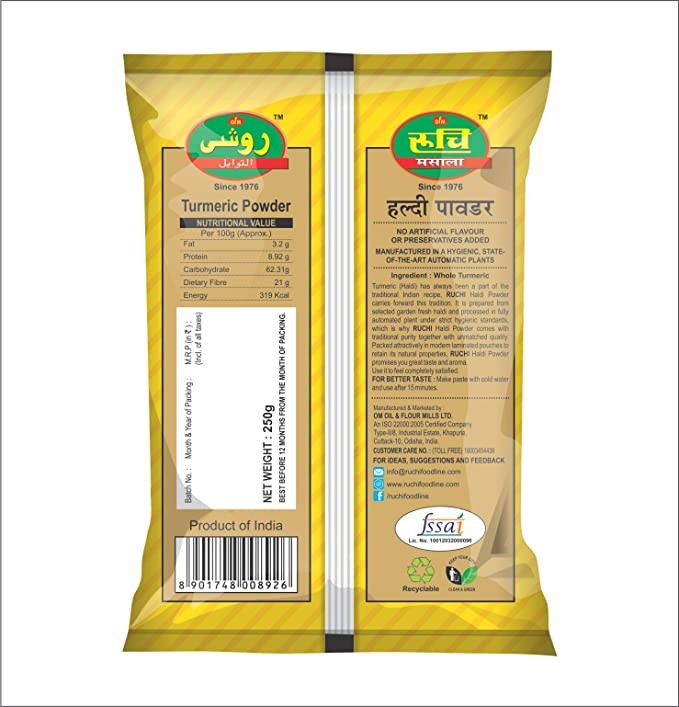 OFM
روشى
التوابل
TM
Since 1976
Turmeric Powder
NUTRITIONAL VALUE
Per 100g (Approx.)
Fat 3.2 g
Protein 8.92 g
Carbohydrate 62.31g
Dietary Fibre 21 g
Energy 319 Kcal
Batch No. :
Month & Year of Packing :
M.R.P (in ₹ ) :
(Incl. of all taxes)
NET WEIGHT : 250g
BEST BEFORE 12 MONTHS FROM THE MONTH OF PACKING.
Product of India
8 901748 008926
OFM
रुचि
मसाला
TM
Since 1976
हल्दी पावडर
NO ARTIFICIAL FLAVOUR
OR PRESERVATIVES ADDED
MANUFACTURED IN A HYGIENIC, STATE-
OF-THE-ART AUTOMATIC PLANTS
Ingredient : Whole Turmeric
Turmeric (Haldi) has always been a part of the
traditional Indian recipe, RUCHI Haldi Powder
carries forward this tradition. It is prepared from
selected garden fresh haldi and processed in fully
automated plant under strict hygienic standards,
which is why RUCHI Haldi Powder comes with
traditional purity together with unmatched quality.
Packed attractively in modern laminated pouches to
retain its natural properties, RUCHI Haldi Powder
promises you great taste and aroma.
Use it to feel completely satisfied.
FOR BETTER TASTE : Make paste with cold water
and use after 15 minutes.
Manufactured & Marketed by :
OM OIL & FLOUR MILLS LTD.
An ISO 22000:2005 Certified Company
Type-II/8, Industrial Estate, Khapuria,
Cuttack-10, Odisha, India.
CUSTOMER CARE NO. : (TOLL FREE) 18003454439
FOR IDEAS, SUGGESTIONS AND FEEDBACK
info@ruchifoodline.com
www.ruchifoodline.com
/ruchifoodline
fssai
Lic. No. 10012032000096
Recyclable
KEEP YOUR CITY
CLEAN & GREEN